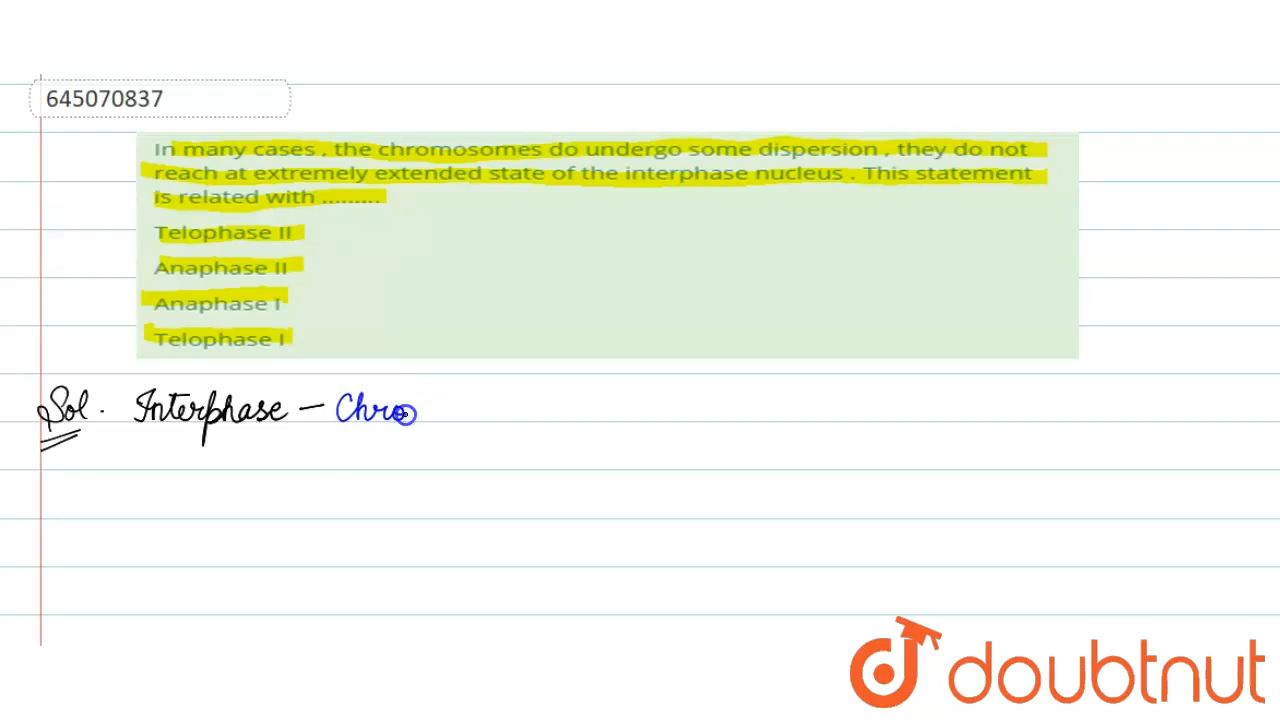 645070837
In many cases , the chromosomes do undergo some dispersion , they do not
reach at extremely extended state of the interphase nucleus . This statement
is related with .........
Telophase II
Anaphase II
Anaphase I
Telophase I
Sol. Interphase - Chro
doubtnut